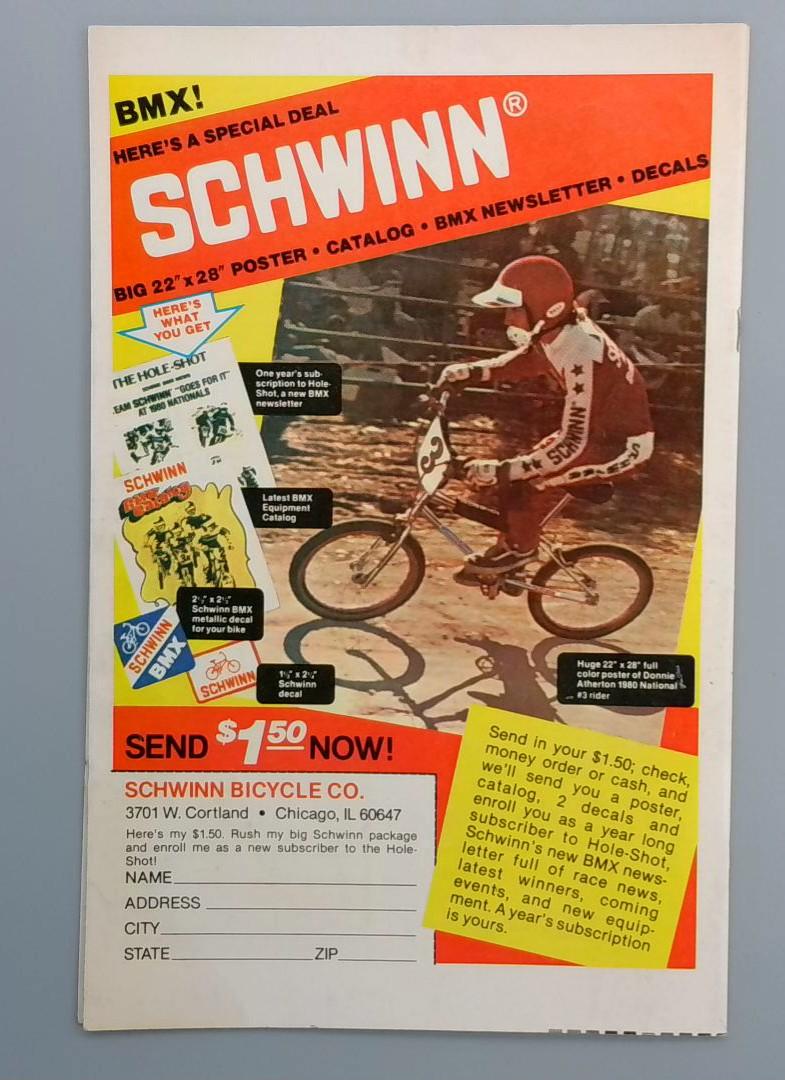 BMX!
HERE'S A SPECIAL DEAL
SCHWINN®
BIG 22" x 28" POSTER • CATALOG • BMX NEWSLETTER • DECALS
HERE'S
WHAT
YOU GET
THE HOLE-SHOT
EAM SCHWINN "GOES FOR IT"
AT 1980 NATIONALS
One year's sub-
scription to Hole-
Shot, a new BMX
newsletter
SCHWINN
Latest BMX
Equipment
Catalog
2½" x 2½"
Schwinn BMX
metallic decal
for your bike
SCHWINN
BMX
SCHWINN
Schwinn
decal
SCHWINN
3
Huge 22" x 28" full
color poster of Donnie
Atherton 1980 National
#3 rider
SEND $1.50 NOW!
SCHWINN BICYCLE CO.
3701 W. Cortland • Chicago, IL 60647
Here's my $1.50. Rush my big Schwinn package
and enroll me as a new subscriber to the Hole-
Shot!
NAME
ADDRESS
CITY
STATE ZIP
Send in your $1.50; check,
money order or cash, and
we'll send you a poster,
catalog, 2 decals and
enroll you as a year long
subscriber to Hole-Shot,
Schwinn's new BMX news-
letter full of race news,
latest winners, coming
events, and new equip-
ment. A year's subscription
is yours.